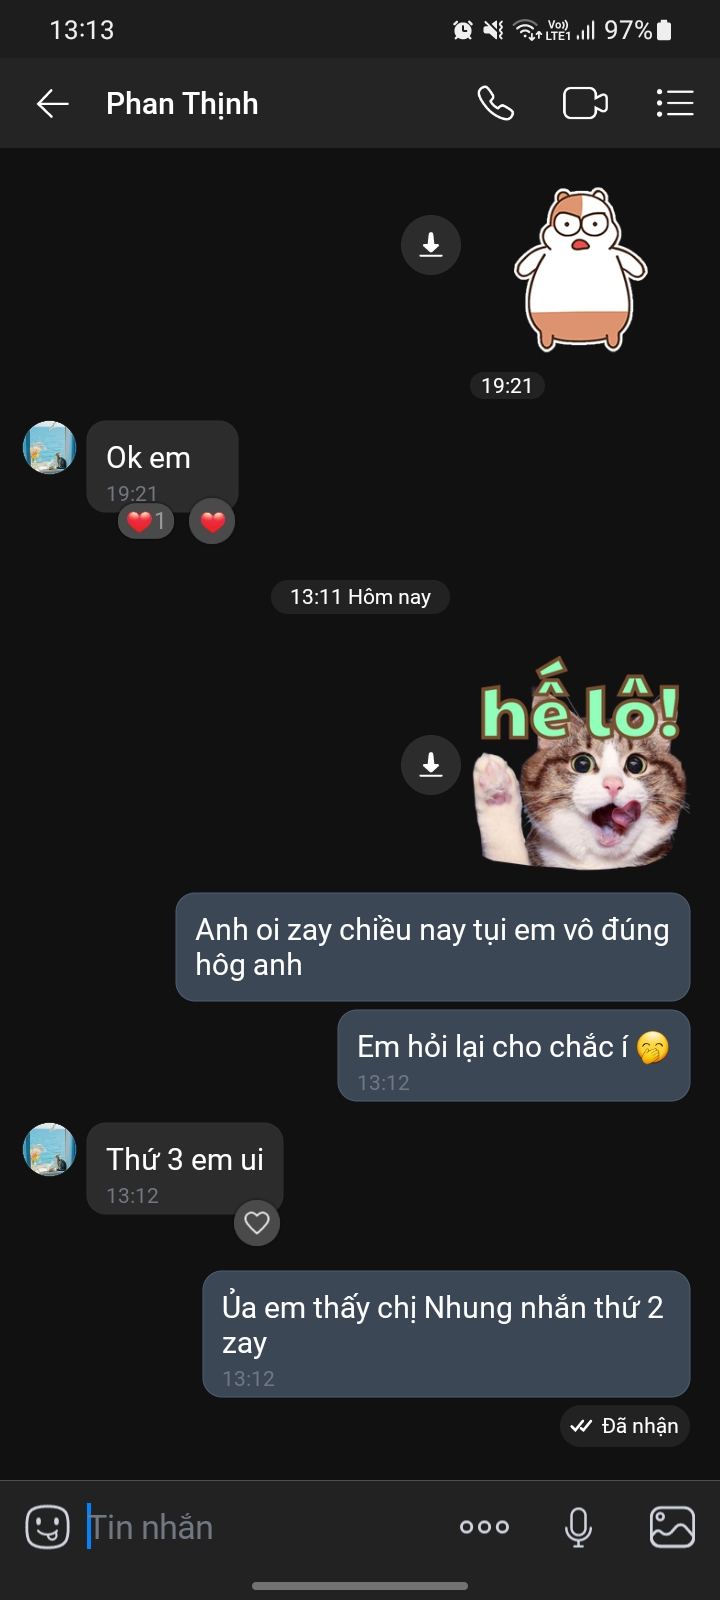 13:13
Vo))
LTE1
97%
Phan Thịnh
19:21
Ok em
19:21
1
13:11 Hôm nay
hế lô!
Anh oi zay chiều nay tụi em vô đúng
hôg anh
Em hỏi lại cho chắc í 🤭
13:12
Thứ 3 em ui
13:12
Ủa em thấy chị Nhung nhắn thứ 2
zay
13:12
Đã nhận
Tin nhắn